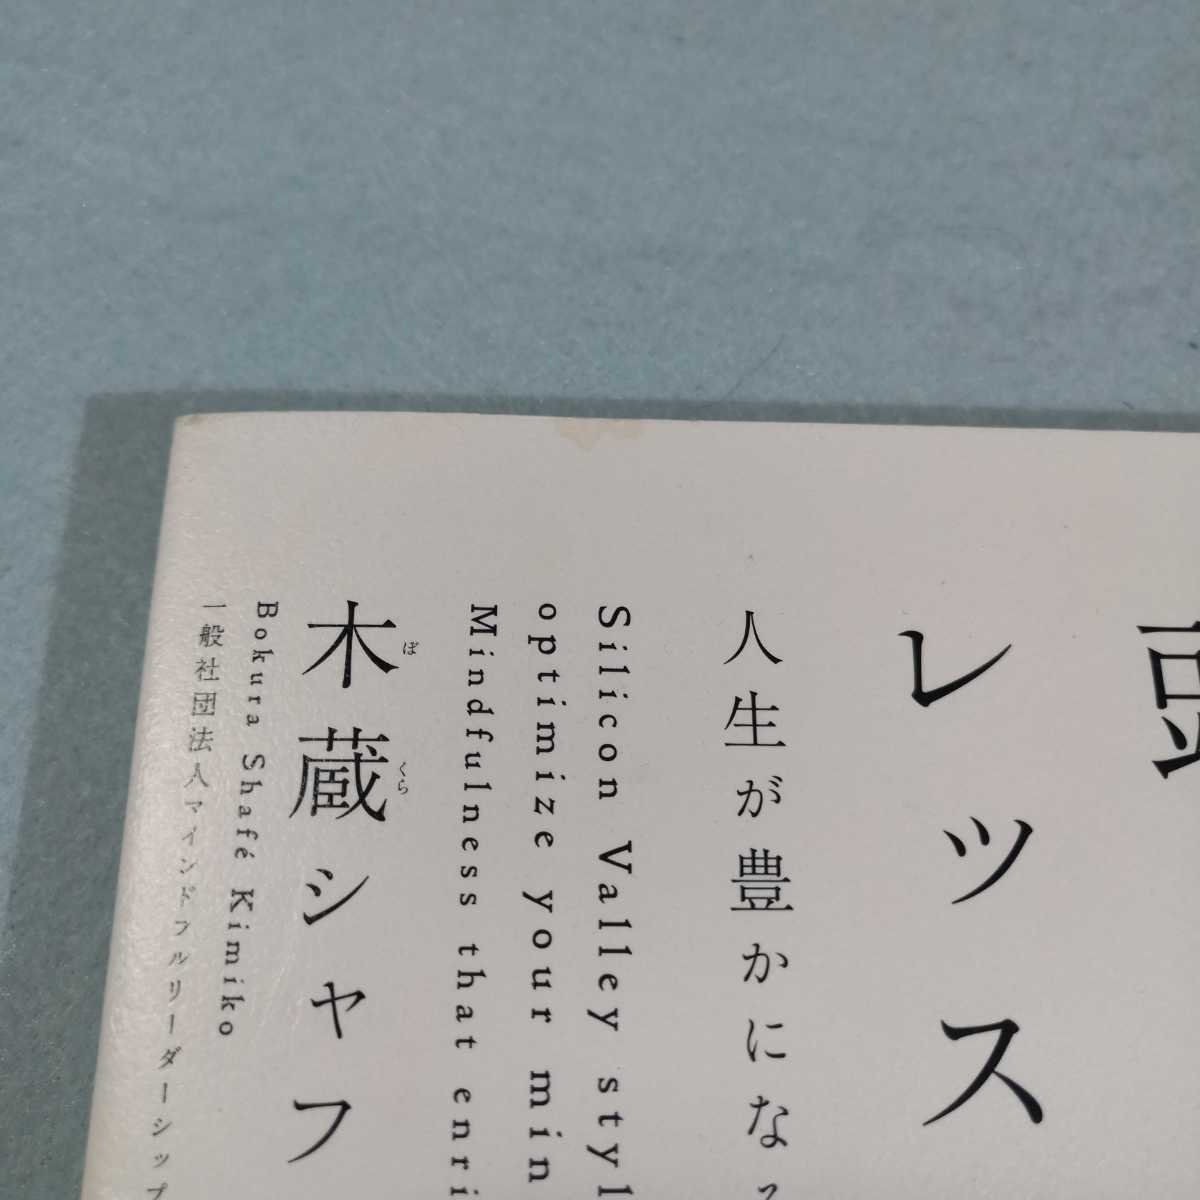 レッス
人生が豊かにな
Silicon Valley styl
optimize your min
Mindfulness that enri
木蔵シャフ
ぼくら
Bokura Shafé Kimiko
一般社団法人マインドフルリーダーシップ